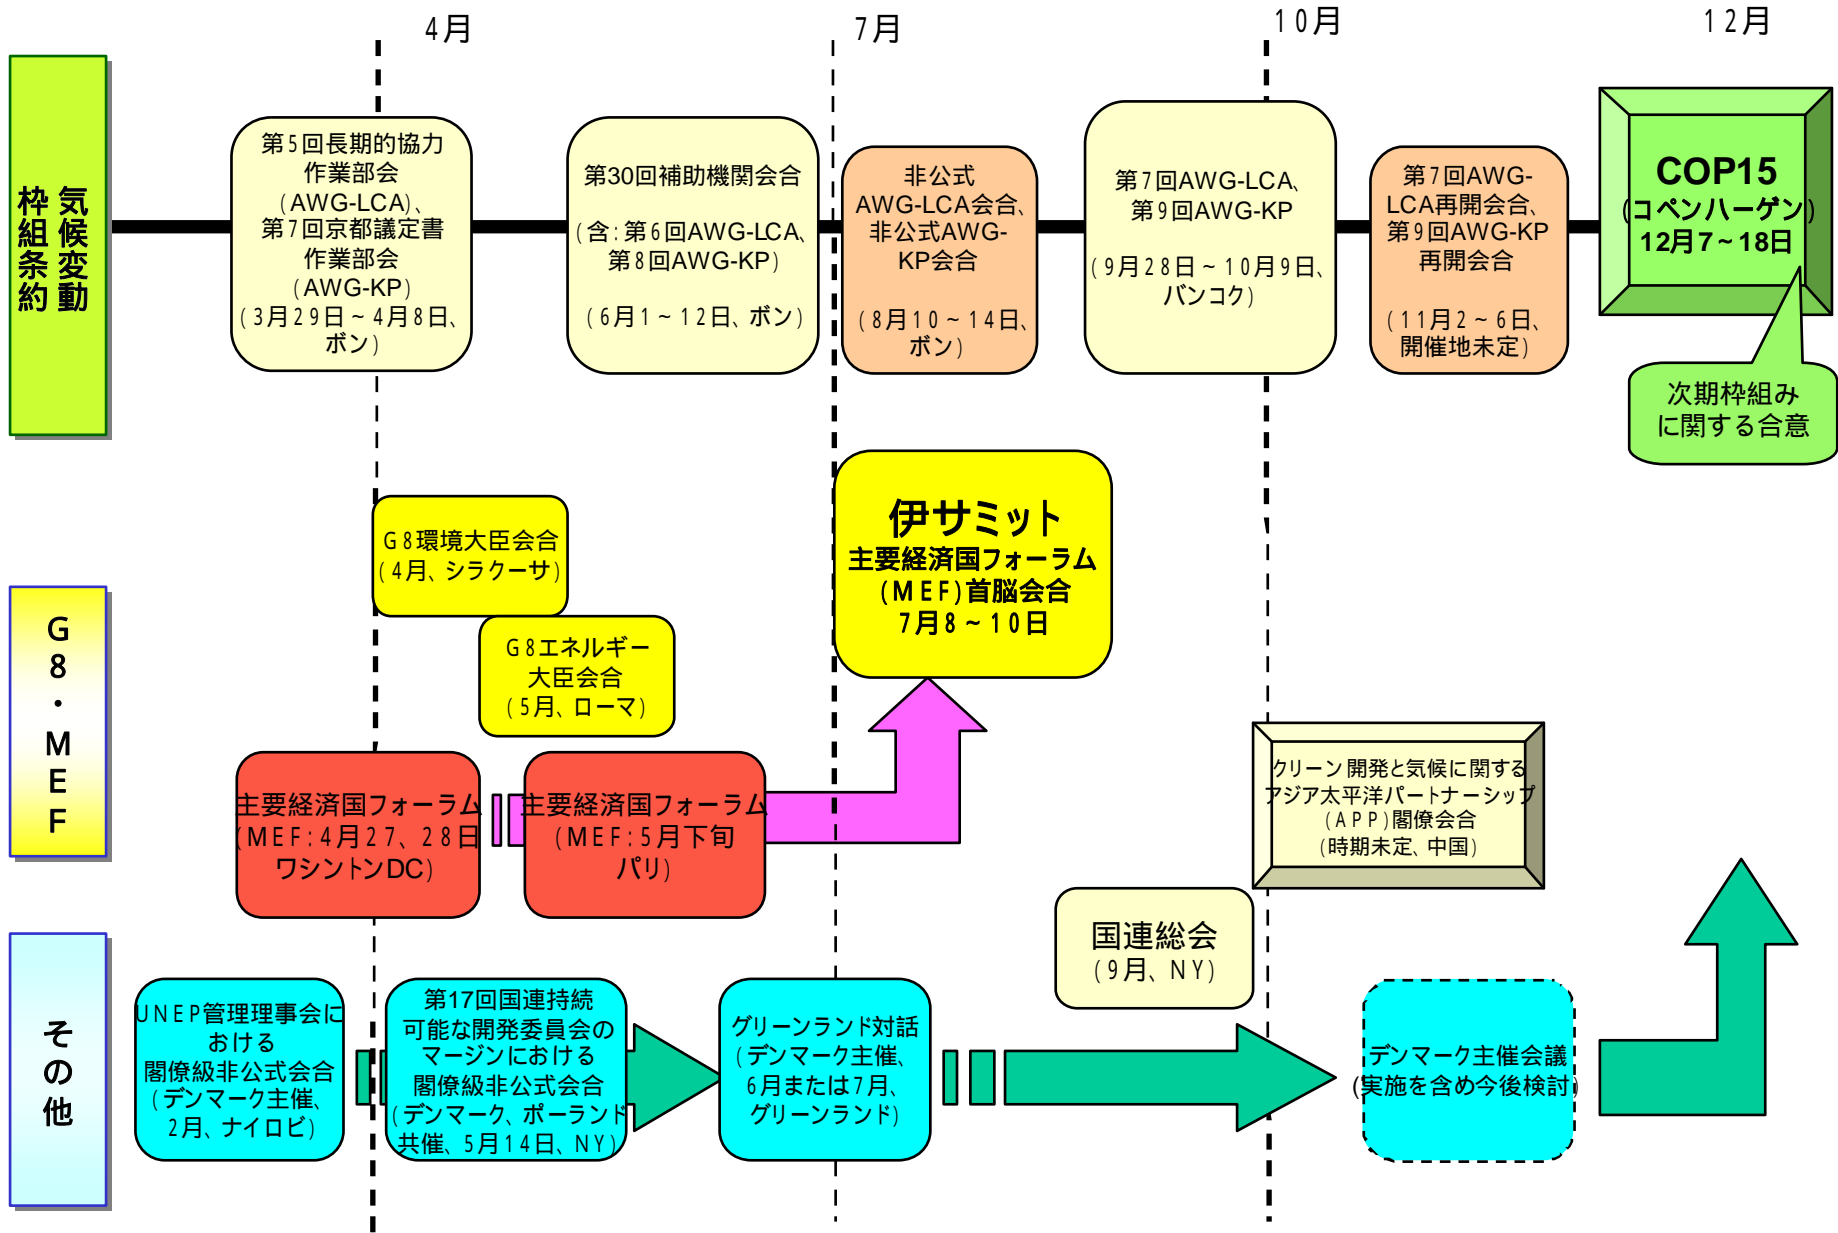 4月
7月
10月
12月
気候変動
枠組条約
第5回長期的協力
作業部会
(AWG-LCA)、
第7回京都議定書
作業部会
(AWG-KP)
(3月29日~4月8日、
ボン)
第30回補助機関会合
(含:第6回AWG-LCA、
第8回AWG-KP)
(6月1~12日、ボン)
非公式
AWG-LCA会合、
非公式AWG-
KP会合
(8月10~14日、
ボン)
第7回AWG-LCA、
第9回AWG-KP
(9月28日~10月9日、
バンコク)
第7回AWG-
LCA再開会合、
第9回AWG-KP
再開会合
(11月2~6日、
開催地未定)
COP15
(コペンハーゲン)
12月7~18日
次期枠組み
に関する合意
G8・MEF
G8環境大臣会合
(4月、シラクーサ)
G8エネルギー
大臣会合
(5月、ローマ)
伊サミット
主要経済国フォーラム
(MEF)首脳会合
7月8~10日
主要経済国フォーラム
(MEF:4月27、28日
ワシントンDC)
主要経済国フォーラム
(MEF:5月下旬
パリ)
クリーン開発と気候に関する
アジア太平洋パートナーシップ
(APP)閣僚会合
(時期未定、中国)
その他
国連総会
(9月、NY)
UNEP管理理事会に
おける
閣僚級非公式会合
(デンマーク主催、
2月、ナイロビ)
第17回国連持続
可能な開発委員会の
マージンにおける
閣僚級非公式会合
(デンマーク、ポーランド
共催、5月14日、NY)
グリーンランド対話
(デンマーク主催、
6月または7月、
グリーンランド)
デンマーク主催会議
(実施を含め今後検討)